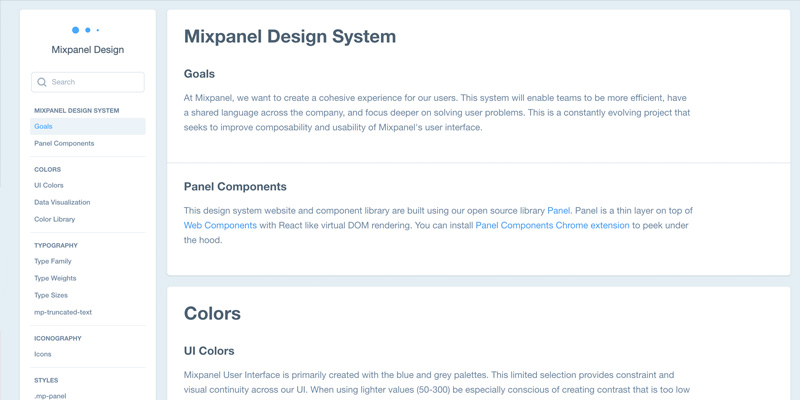 Mixpanel Design
Search
MIXPANEL DESIGN SYSTEM
Goals
Panel Components
COLORS
UI Colors
Data Visualization
Color Library
TYPOGRAPHY
Type Family
Type Weights
Type Sizes
mp-truncated-text
ICONOGRAPHY
Icons
STYLES
.mp-panel
Mixpanel Design System
Goals
At Mixpanel, we want to create a cohesive experience for our users. This system will enable teams to be more efficient, have
a shared language across the company, and focus deeper on solving user problems. This is a constantly evolving project that
seeks to improve composability and usability of Mixpanel's user interface.
Panel Components
This design system website and component library are built using our open source library Panel. Panel is a thin layer on top of
Web Components with React like virtual DOM rendering. You can install Panel Components Chrome extension to peek under
the hood.
Colors
UI Colors
Mixpanel User Interface is primarily created with the blue and grey palettes. This limited selection provides constraint and
visual continuity across our UI. When using lighter values (50-300) be especially conscious of creating contrast that is too low